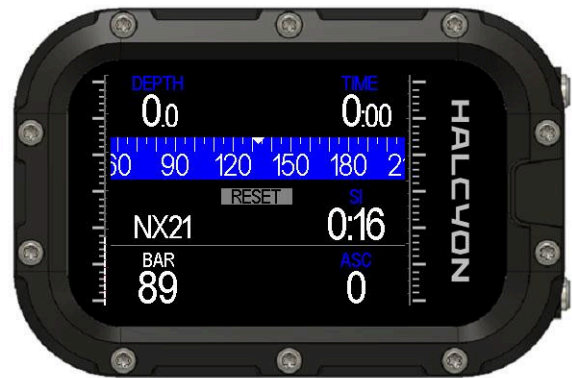 DEPTH TIME
0.0 0:00
60 90 120 150 180 21
RESET SI
NX21 0:16
BAR ASC
89 0
HALCYON